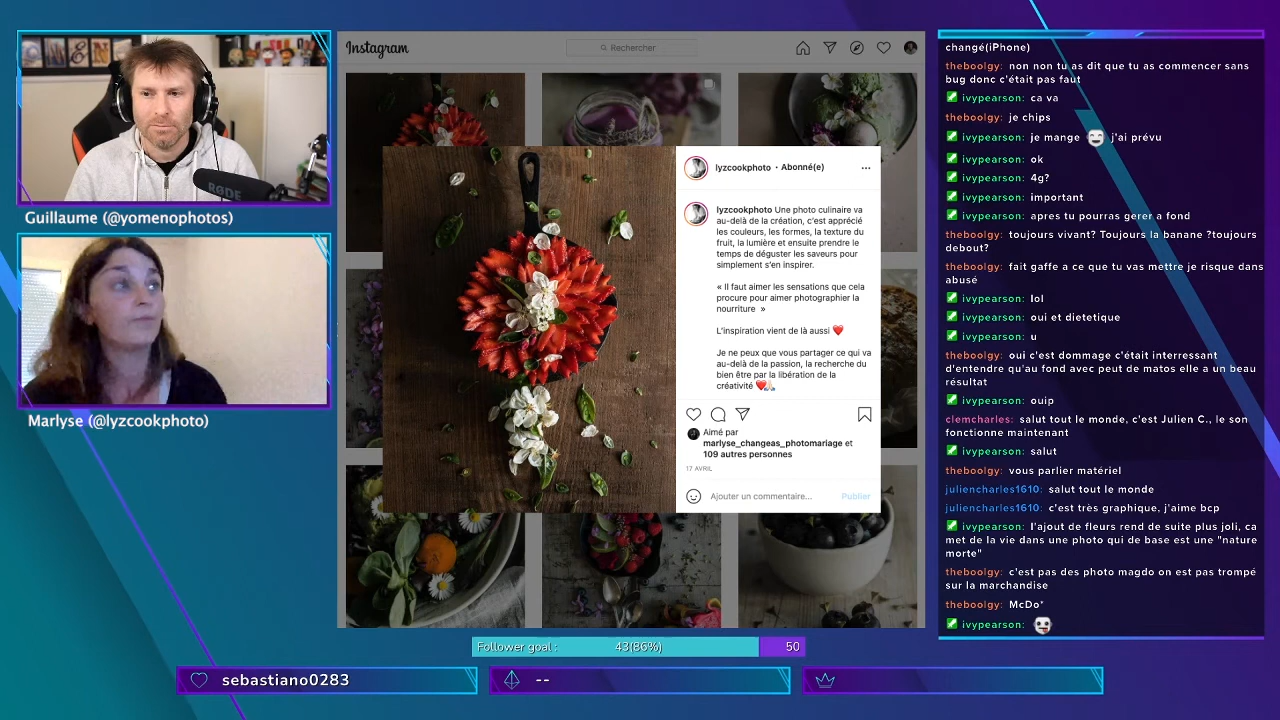 Guillaume (@yomenophotos)
Marlyse (@lyzcookphoto)
RØDE
Instagram
Rechercher
lyzcookphoto • Abonné(e)
lyzcookphoto Une photo culinaire va
au-delà de la création, c'est apprécié
les couleurs, les formes, la texture du
fruit, la lumière et ensuite prendre le
temps de déguster les saveurs pour
simplement s'en inspirer.
« Il faut aimer les sensations que cela
procure pour aimer photographier la
nourriture »
L'inspiration vient de là aussi ❤️
Je ne peux que vous partager ce qui va
au-delà de la passion, la recherche du
bien être par la libération de la
créativité ❤️🙏🏻
Aimé par
marlyse_changeas_photomariage et
109 autres personnes
17 AVRIL
Ajouter un commentaire... Publier
changé(iPhone)
theboolgy: non non tu as dit que tu as commencer sans
bug donc c'était pas faut
ivypearson: ca va
theboolgy: je chips
ivypearson: je mange j'ai prévu
ivypearson: ok
ivypearson: 4g?
ivypearson: important
ivypearson: apres tu pourras gerer a fond
theboolgy: toujours vivant? Toujours la banane ?toujours
debout?
theboolgy: fait gaffe a ce que tu vas mettre je risque dans
abusé
ivypearson: lol
ivypearson: oui et dietetique
ivypearson: u
theboolgy: oui c'est dommage c'était interressant
d'entendre qu'au fond avec peut de matos elle a un beau
résultat
ivypearson: ouip
clemcharles: salut tout le monde, c'est Julien C., le son
fonctionne maintenant
ivypearson: salut
theboolgy: vous parlier matériel
juliencharles1610: salut tout le monde
juliencharles1610: c'est très graphique, j'aime bcp
ivypearson: l'ajout de fleurs rend de suite plus joli, ca
met de la vie dans une photo qui de base est une "nature
morte"
theboolgy: c'est pas des photo magdo on est pas trompé
sur la marchandise
theboolgy: McDo*
ivypearson:
Follower goal : 43(86%) 50
sebastiano0283
--